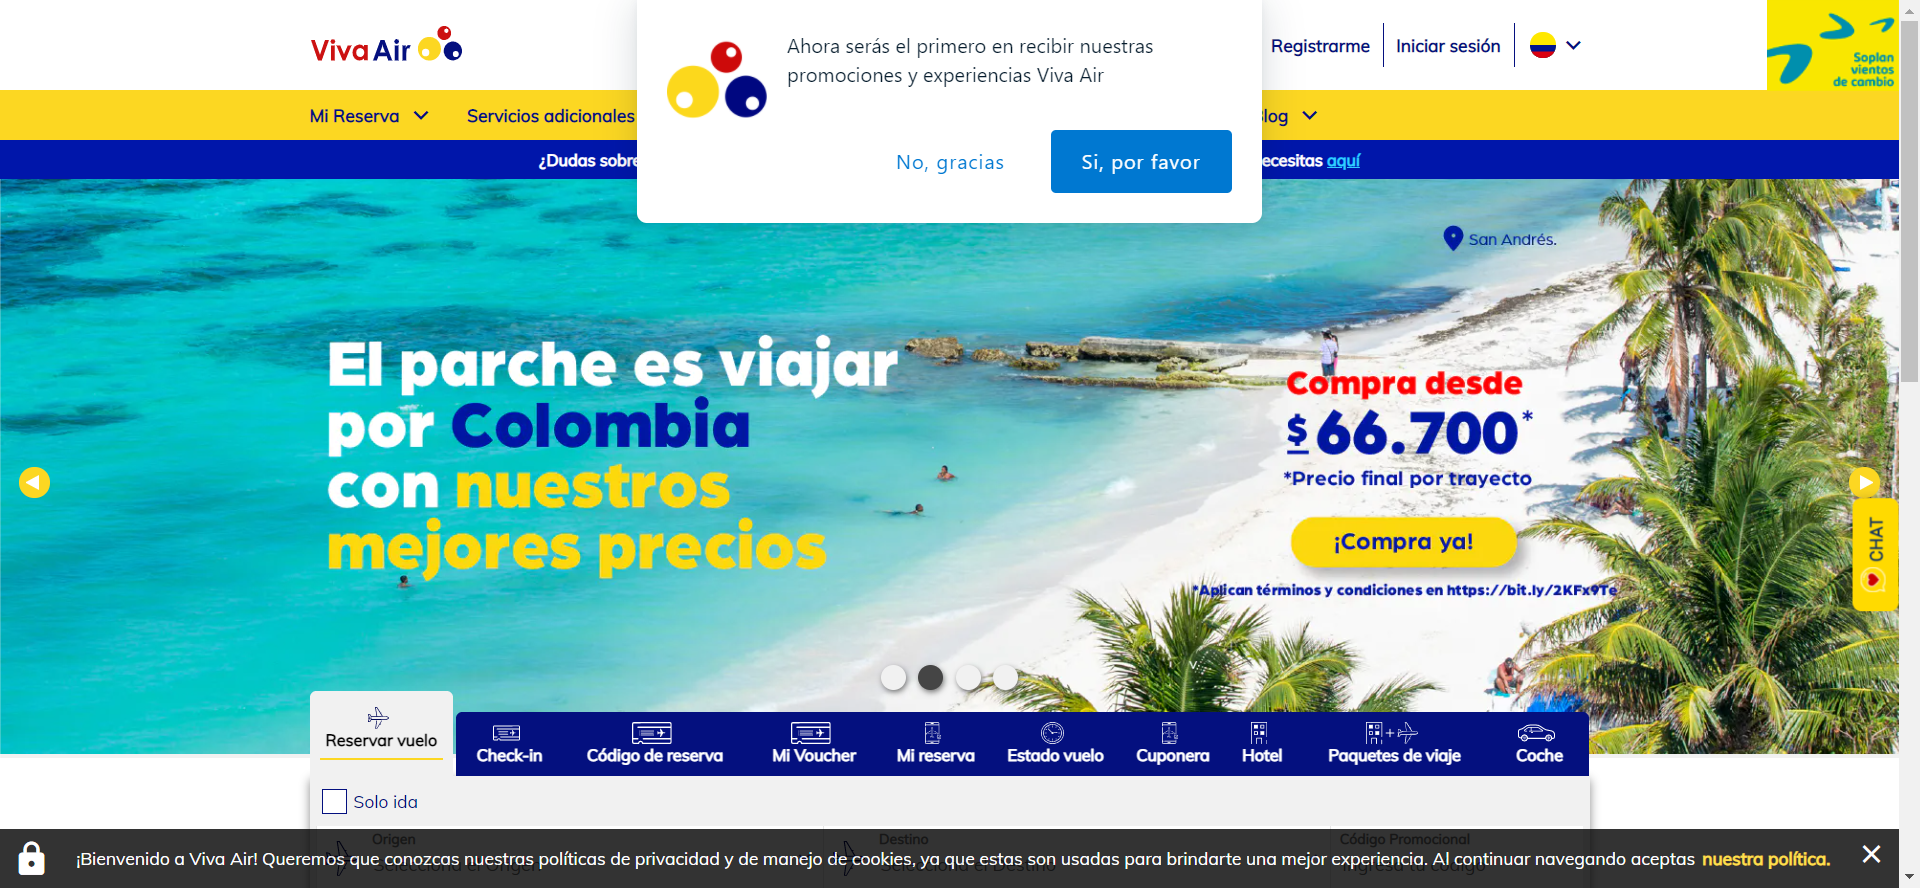 Viva Air
Ahora serás el primero en recibir nuestras
promociones y experiencias Viva Air
No, gracias
Si, por favor
Registrarme
Iniciar sesión
Soplan
vientos
de cambio
Mi Reserva
Servicios adicionales
log
¿Dudas sobre
ecesitas aquí
San Andrés.
El parche es viajar
por Colombia
con nuestros
mejores precios
Compra desde
$66.700*
*Precio final por trayecto
¡Compra ya!
*Aplican términos y condiciones en https://bit.ly/2KFx9Te
CHAT
v.
Reservar vuelo
Check-in
Código de reserva
Mi Voucher
Mi reserva
Estado vuelo
Cuponera
Hotel
Paquetes de viaje
Coche
Solo ida
Origen
Destino
Código Promocional
¡Bienvenido a Viva Air! Queremos que conozcas nuestras políticas de privacidad y de manejo de cookies, ya que estas son usadas para brindarte una mejor experiencia. Al continuar navegando aceptas nuestra política.